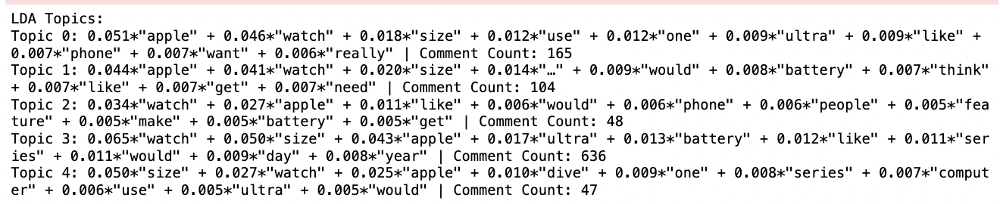 LDA Topics:
Topic 0: 0.051*"apple" + 0.046*"watch" + 0.018*"size" + 0.012*"use" + 0.012*"one" + 0.009*"ultra" + 0.009*"like" +
0.007*"phone" + 0.007*"want" + 0.006*"really" | Comment Count: 165
Topic 1: 0.044*"apple" + 0.041*"watch" + 0.020*"size" + 0.014*"…" + 0.009*"would" + 0.008*"battery" + 0.007*"think"
+ 0.007*"like" + 0.007*"get" + 0.007*"need" | Comment Count: 104
Topic 2: 0.034*"watch" + 0.027*"apple" + 0.011*"like" + 0.006*"would" + 0.006*"phone" + 0.006*"people" + 0.005*"fea
ture" + 0.005*"make" + 0.005*"battery" + 0.005*"get" | Comment Count: 48
Topic 3: 0.065*"watch" + 0.050*"size" + 0.043*"apple" + 0.017*"ultra" + 0.013*"battery" + 0.012*"like" + 0.011*"ser
ies" + 0.011*"would" + 0.009*"day" + 0.008*"year" | Comment Count: 636
Topic 4: 0.050*"size" + 0.027*"watch" + 0.025*"apple" + 0.010*"dive" + 0.009*"one" + 0.008*"series" + 0.007*"comput
er" + 0.006*"use" + 0.005*"ultra" + 0.005*"would" | Comment Count: 47